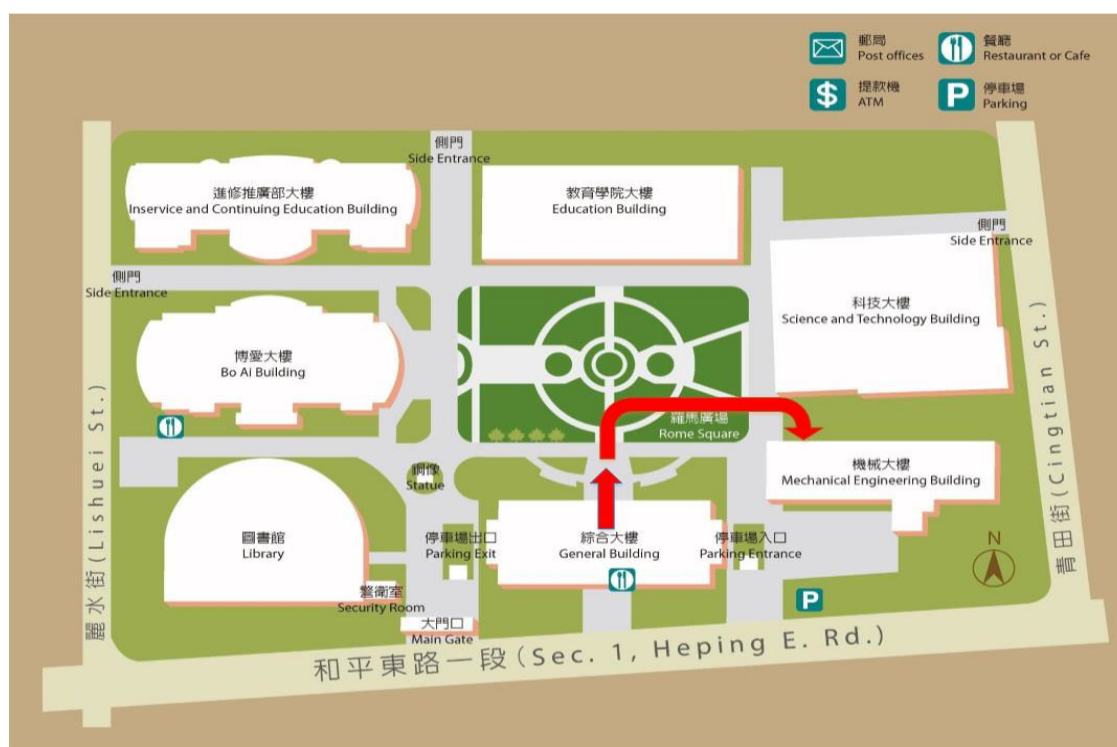 郵局
Post offices
餐廳
Restaurant or Cafe
提款機
ATM
P
停車場
Parking
側門
Side Entrance
進修推廣部大樓
Inservice and Continuing Education Building
教育學院大樓
Education Building
側門
Side Entrance
側門
Side Entrance
科技大樓
Science and Technology Building
博愛大樓
Bo Ai Building
羅馬廣場
Rome Square
機械大樓
Mechanical Engineering Building
銅像
Statue
圖書館
Library
停車場出口
Parking Exit
綜合大樓
General Building
停車場入口
Parking Entrance
N
警衛室
Security Room
P
大門口
Main Gate
麗水街(Lishuei St.)
青田街(Cingtian St.)
和平東路一段(Sec. 1, Heping E. Rd.)